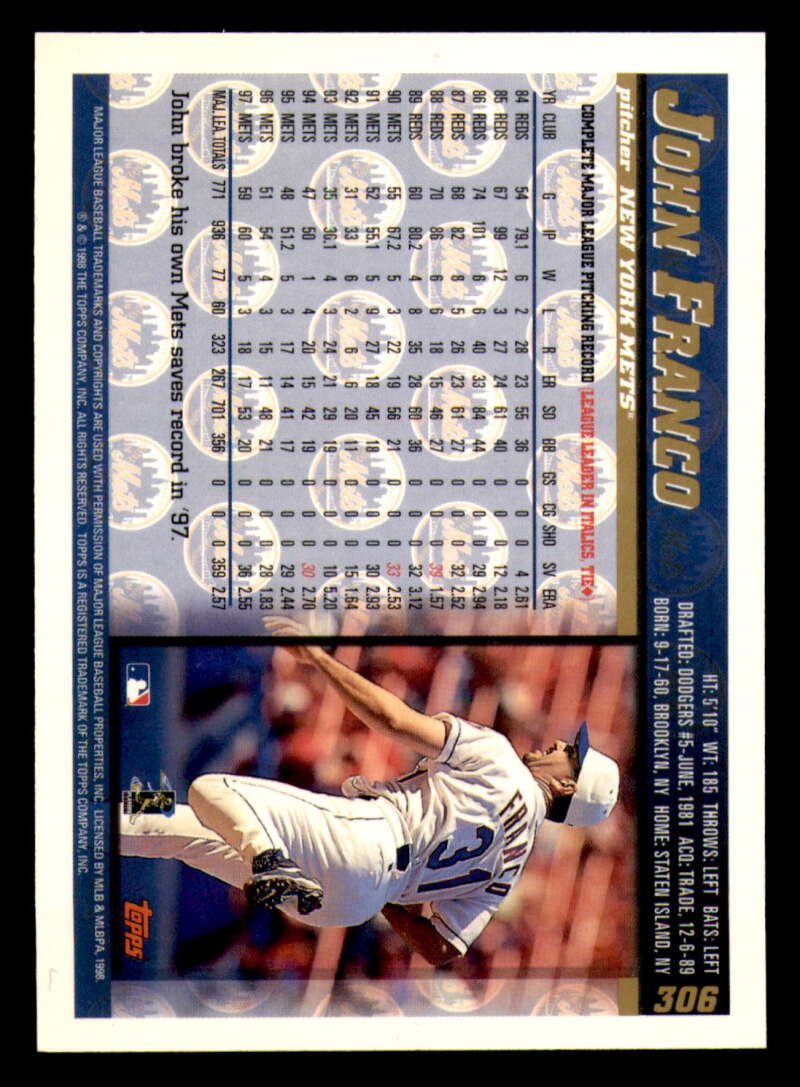 JOHN FRANCO
306
pitcher NEW YORK METS®
HT: 5'10" WT: 185 THROWS: LEFT BATS: LEFT
DRAFTED: DODGERS #5-JUNE, 1981 ACQ: TRADE, 12-6-89
BORN: 9-17-60, BROOKLYN, NY HOME: STATEN ISLAND, NY
COMPLETE MAJOR LEAGUE PITCHING RECORD (LEAGUE LEADER IN ITALICS, TIE♦)
YR CLUB G IP W L R ER SO BB GS CG SHO SV ERA
84 REDS 54 79.1 6 2 28 23 55 36 0 0 0 4 2.61
85 REDS 67 99 12 3 27 24 61 40 0 0 0 12 2.18
86 REDS 74 101 6 6 40 33 84 44 0 0 0 29 2.94
87 REDS 68 82 8 5 26 23 61 27 0 0 0 32 2.52
88 REDS 70 86 6 6 18 15 46 27 0 0 0 39 1.57
89 REDS 60 80.2 4 8 35 28 60 36 0 0 0 32 3.12
90 METS 55 67.2 5 3 22 19 56 21 0 0 0 33 2.53
91 METS 52 55.1 5 9 27 18 45 18 0 0 0 30 2.93
92 METS 31 33 6 2 6 6 20 11 0 0 0 15 1.64
93 METS 35 36.1 4 3 24 21 29 19 0 0 0 10 5.20
94 METS 47 50 1 4 20 15 42 19 0 0 0 30 2.70
95 METS 48 51.2 5 3 17 14 41 17 0 0 0 29 2.44
96 METS 51 54 4 3 15 11 48 21 0 0 0 28 1.83
97 METS 59 60 5 3 18 17 53 20 0 0 0 36 2.55
MAJ. LEA. TOTALS 771 936 77 60 323 267 701 356 0 0 0 359 2.57
John broke his own Mets saves record in '97.
FRANCO
31
topps
MAJOR LEAGUE BASEBALL TRADEMARKS AND COPYRIGHTS ARE USED WITH PERMISSION OF MAJOR LEAGUE BASEBALL PROPERTIES, INC. LICENSED BY MLB & MLBPA, 1998.
® & © 1998 THE TOPPS COMPANY, INC. ALL RIGHTS RESERVED. TOPPS IS A REGISTERED TRADEMARK OF THE TOPPS COMPANY, INC.